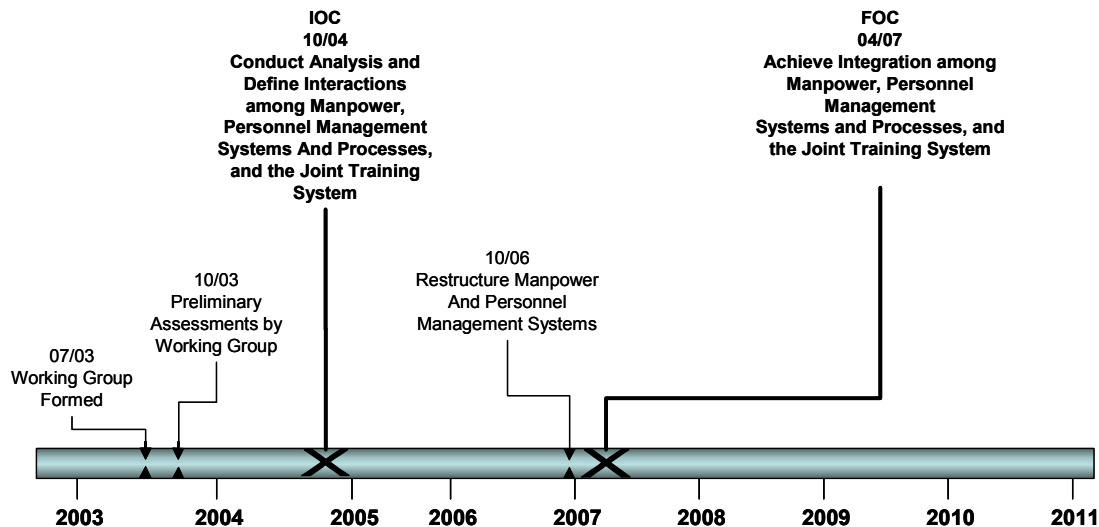 IOC
10/04
Conduct Analysis and
Define Interactions
among Manpower,
Personnel Management
Systems And Processes,
and the Joint Training
System
FOC
04/07
Achieve Integration among
Manpower, Personnel
Management
Systems and Processes, and
the Joint Training System
10/03
Preliminary
Assessments by
Working Group
10/06
Restructure Manpower
And Personnel
Management Systems
07/03
Working Group
Formed
2003 2004 2005 2006 2007 2008 2009 2010 2011